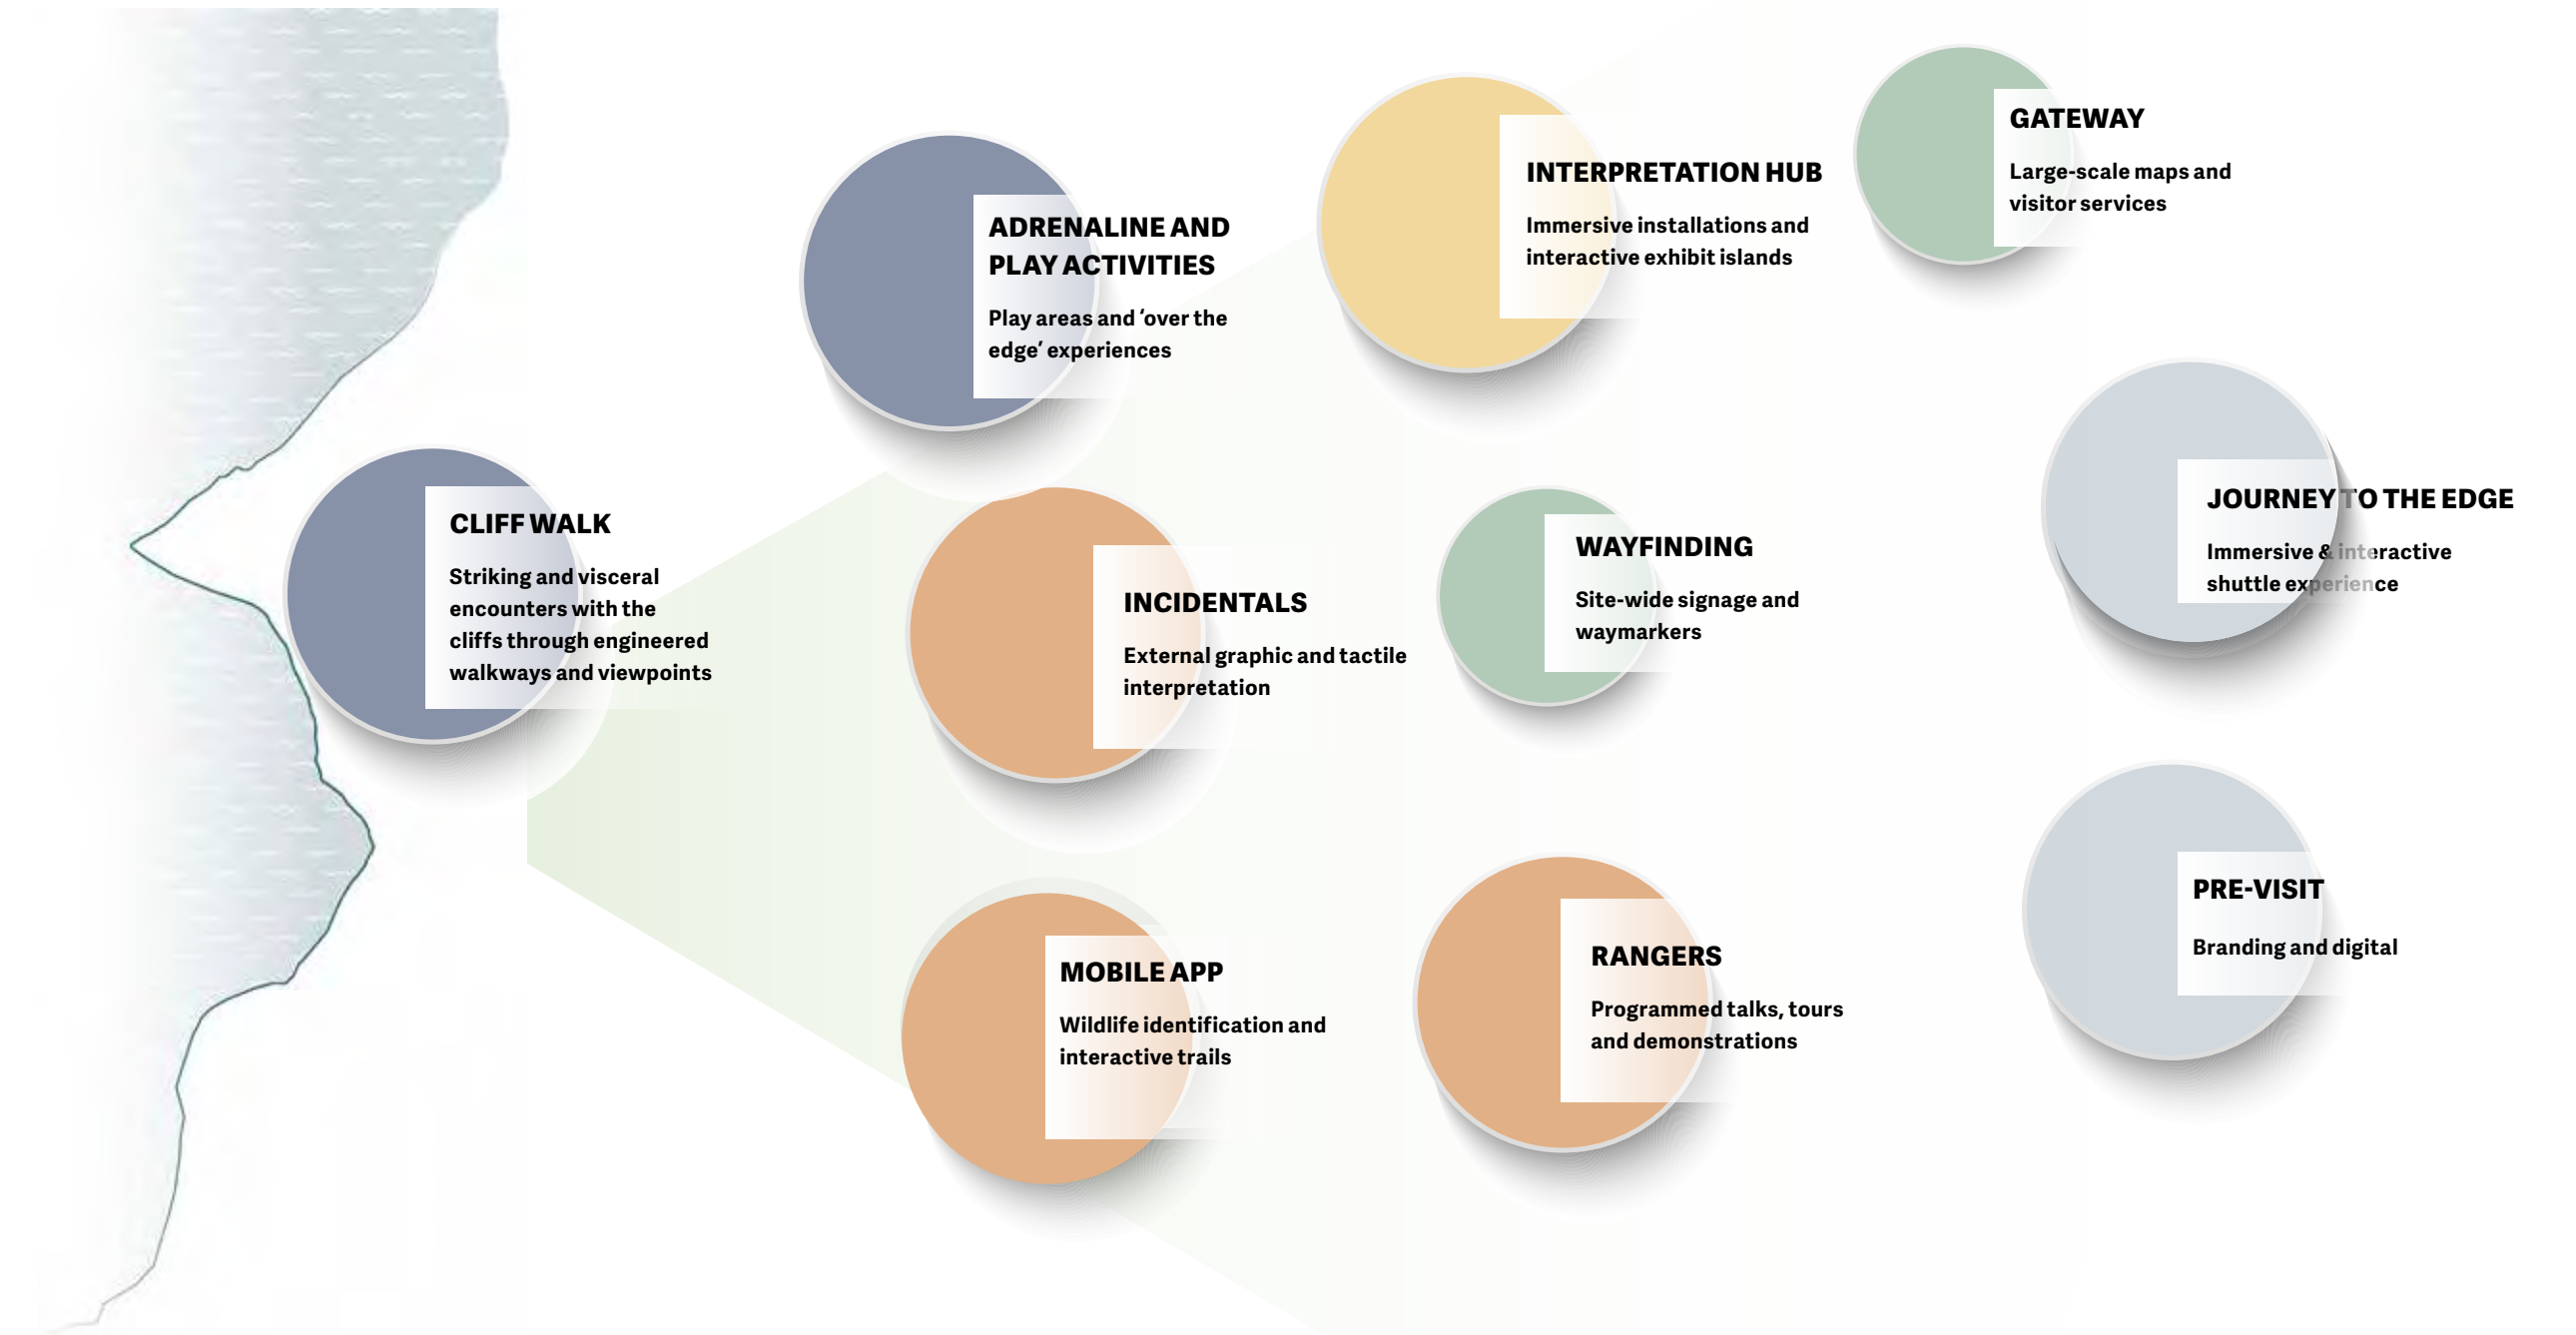 GATEWAY
Large-scale maps and
visitor services
INTERPRETATION HUB
Immersive installations and
interactive exhibit islands
ADRENALINE AND
PLAY ACTIVITIES
Play areas and ‘over the
edge’ experiences
JOURNEY TO THE EDGE
Immersive & interactive
shuttle experience
CLIFF WALK
Striking and visceral
encounters with the
cliffs through engineered
walkways and viewpoints
WAYFINDING
Site-wide signage and
waymarkers
INCIDENTALS
External graphic and tactile
interpretation
PRE-VISIT
Branding and digital
RANGERS
Programmed talks, tours
and demonstrations
MOBILE APP
Wildlife identification and
interactive trails